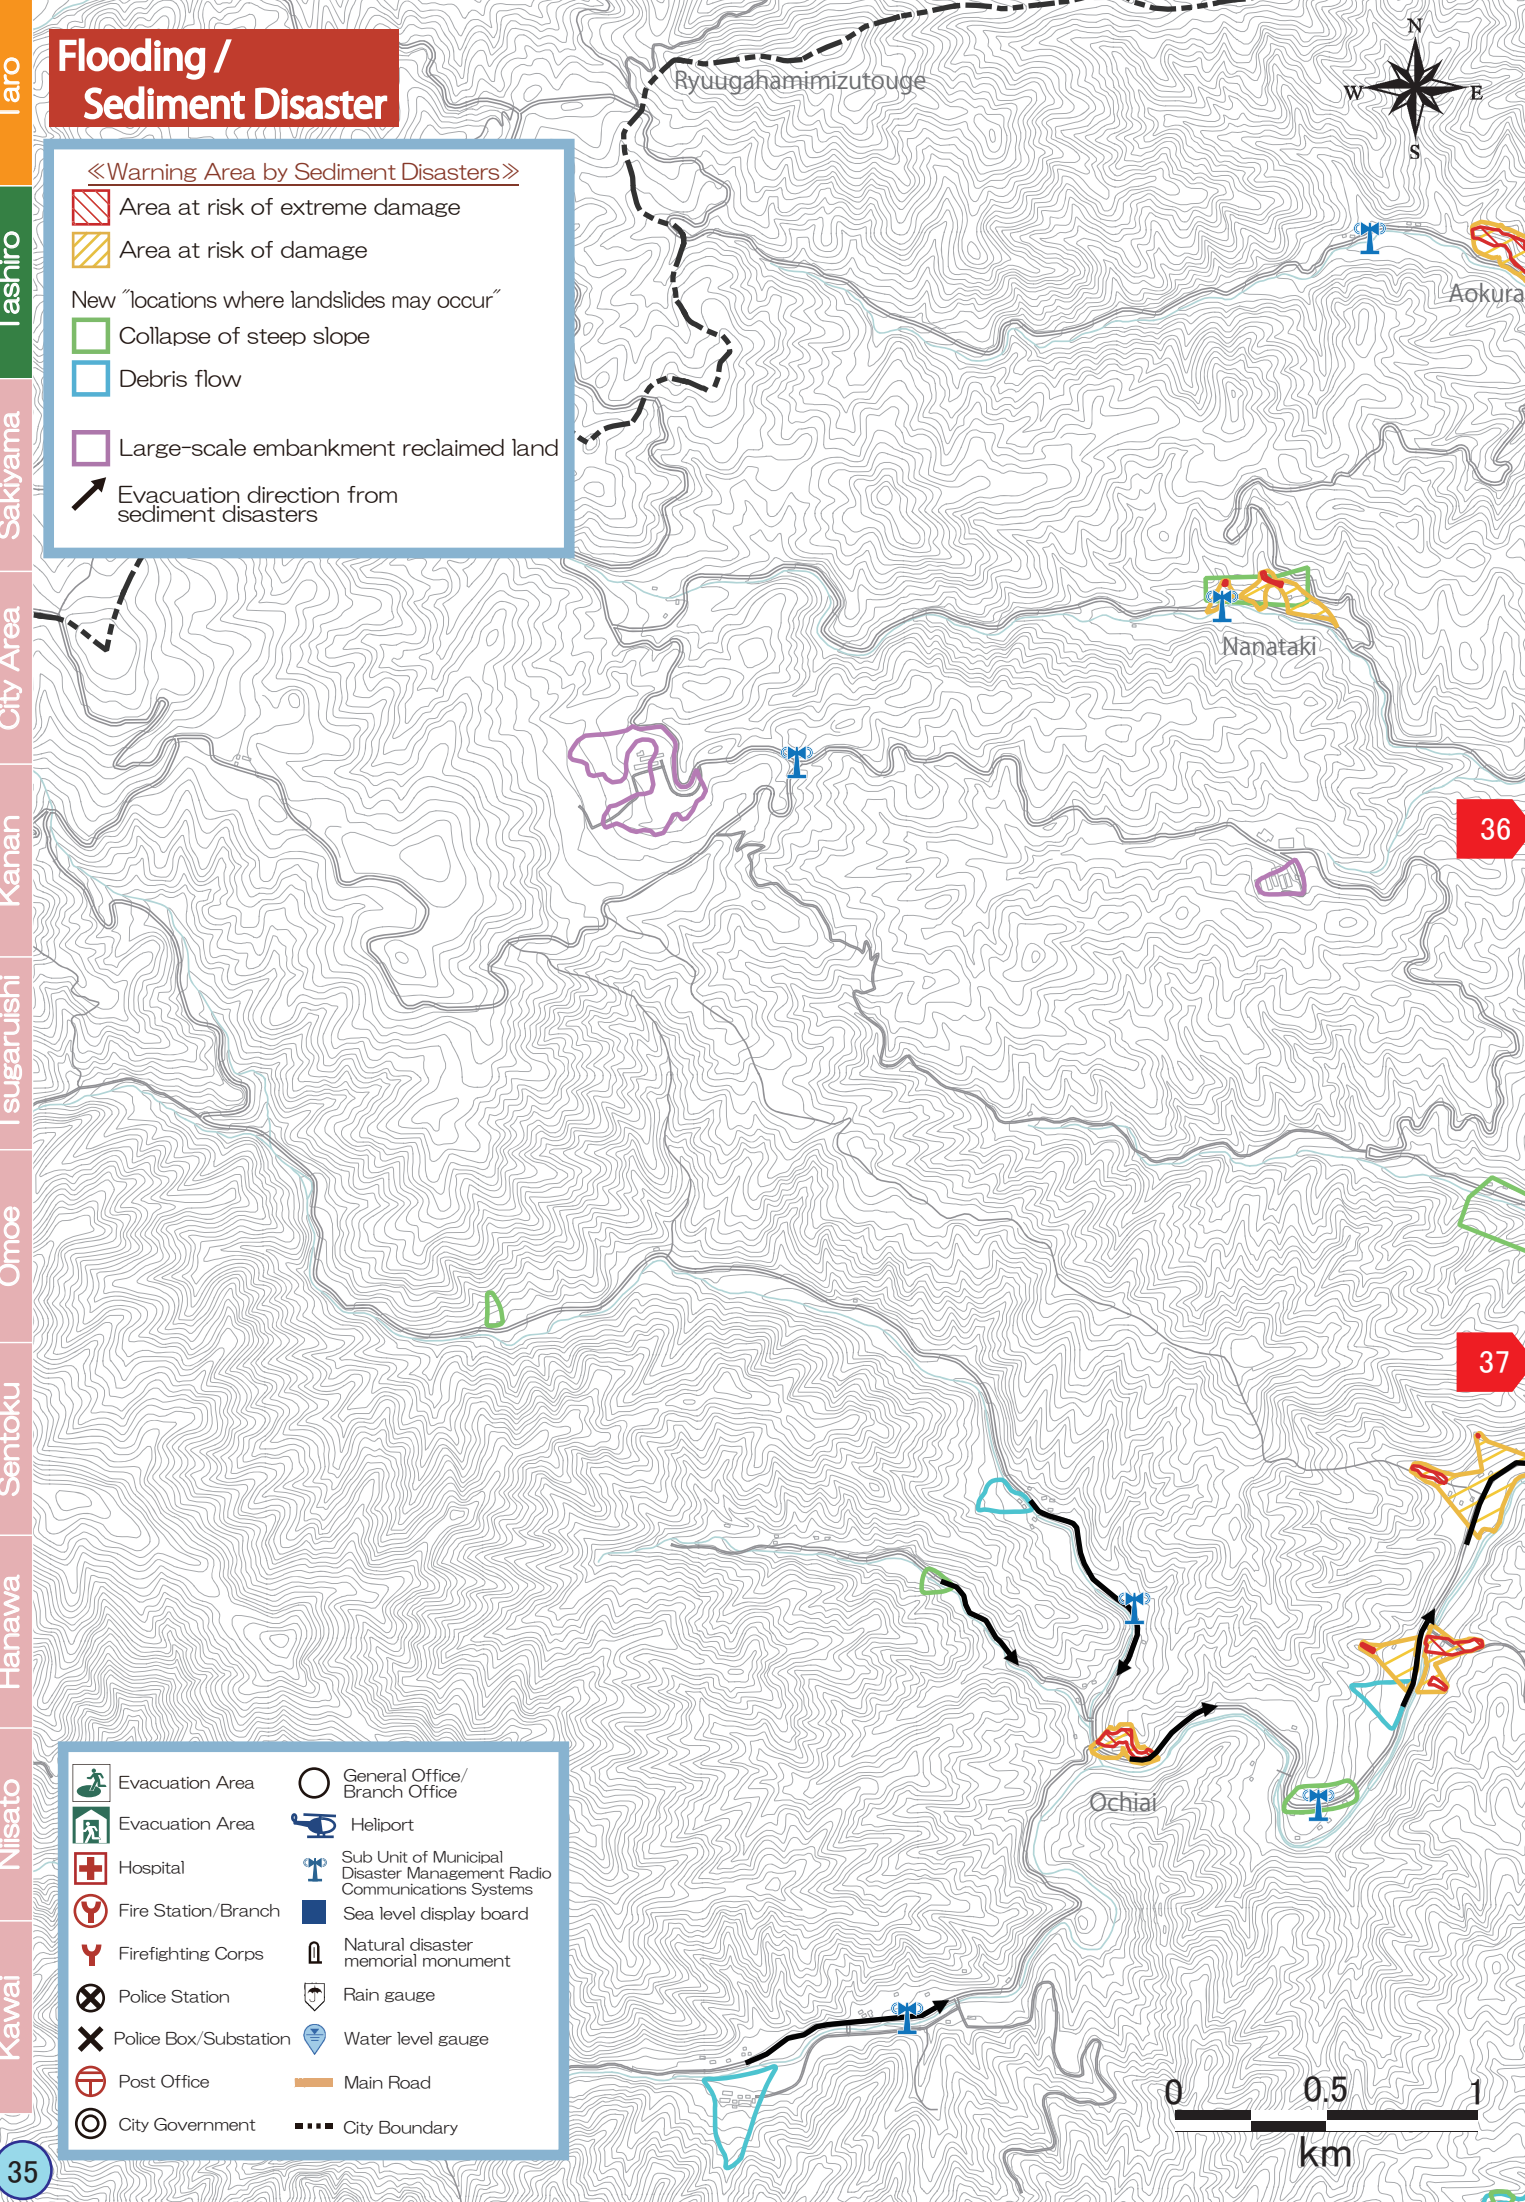 Flooding /
Sediment Disaster
≪Warning Area by Sediment Disasters≫
Area at risk of extreme damage
Area at risk of damage
New ˝locations where landslides may occur˝
Collapse of steep slope
Debris flow
Large-scale embankment reclaimed land
Evacuation direction from
sediment disasters
Taro
Tashiro
Sakiyama
City Area
Kanan
Tsugaruishi
Omoe
Sentoku
Hanawa
Niisato
Kawai
35
Ryuugahamimizutouge
N
W
E
S
Aokura
Nanataki
36
37
Ochiai
Evacuation Area
Evacuation Area
Hospital
Fire Station/Branch
Firefighting Corps
Police Station
Police Box/Substation
Post Office
City Government
General Office/
Branch Office
Heliport
Sub Unit of Municipal
Disaster Management Radio
Communications Systems
Sea level display board
Natural disaster
memorial monument
Rain gauge
Water level gauge
Main Road
City Boundary
0 0.5 1
km